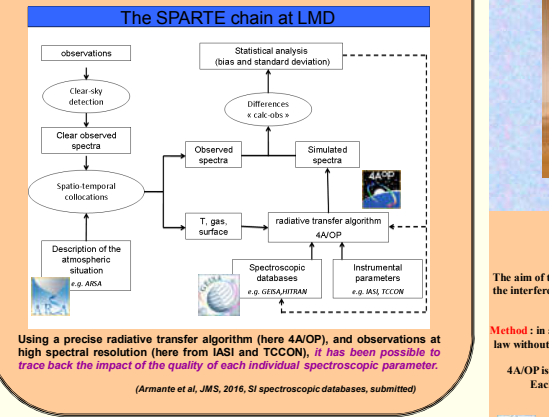 The SPARTE chain at LMD
observations
Clear-sky
detection
Clear observed
spectra
Spatio-temporal
collocations
Description of the
atmospheric
situation
e.g. ARSA
ARSA
Statistical analysis
(bias and standard deviation)
Differences
« calc-obs »
Observed
spectra
Simulated
spectra
4AOP
T, gas,
surface
radiative transfer algorithm
4A/OP
Spectroscopic
databases
e.g. GEISA,HITRAN
GEISA
Instrumental
parameters
e.g. IASI, TCCON
Using a precise radiative transfer algorithm (here 4A/OP), and observations at
high spectral resolution (here from IASI and TCCON), it has been possible to
trace back the impact of the quality of each individual spectroscopic parameter.
(Armante et al, JMS, 2016, SI spectroscopic databases, submitted)
The aim of t
the interfere
Method : in
law without
4A/OP is
Eac